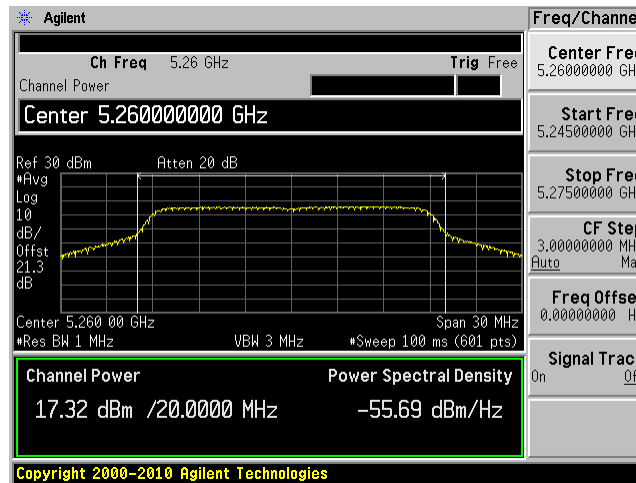 Agilent
Freq/Channe
Ch Freq 5.26 GHz Trig Free
Channel Power
Center 5.260000000 GHz
Center Fre
5.26000000 GH
Start Fre
5.24500000 GH
Stop Fre
5.27500000 GH
CF Ste
3.00000000 MH
Auto Ma
Freq Offse
0.00000000 H
Signal Trac
On Of
Ref 30 dBm Atten 20 dB
#Avg
Log
10
dB/
Offst
21.3
dB
Center 5.260 00 GHz Span 30 MHz
#Res BW 1 MHz VBW 3 MHz #Sweep 100 ms (601 pts)
Channel Power Power Spectral Density
17.32 dBm /20.0000 MHz -55.69 dBm/Hz
Copyright 2000-2010 Agilent Technologies